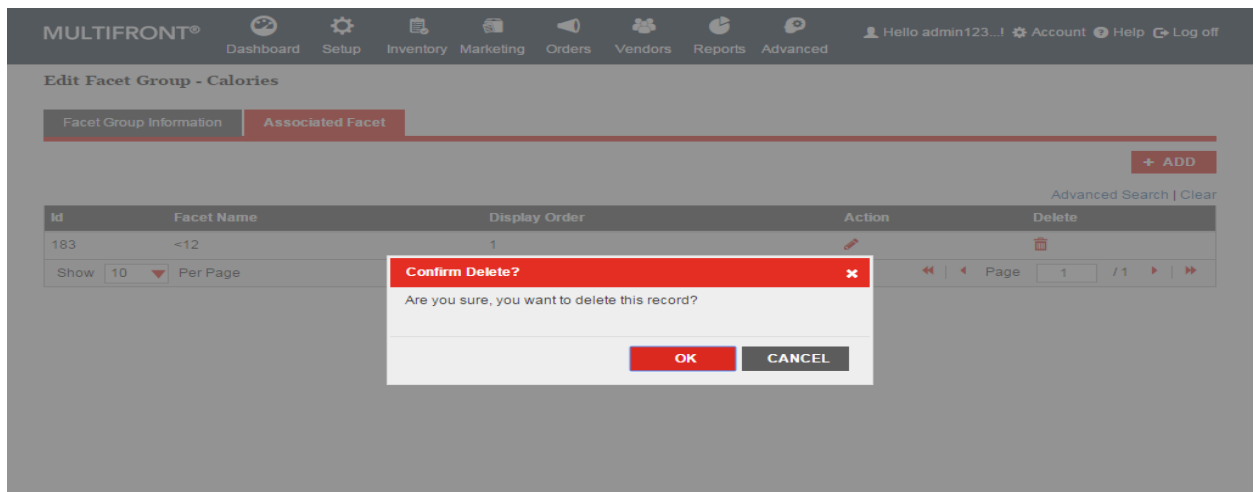 MULTIFRONT®
Dashboard Setup Inventory Marketing Orders Vendors Reports Advanced
Hello admin123...! Account Help Log off
Edit Facet Group - Calories
Facet Group Information Associated Facet
+ ADD
Advanced Search | Clear
Id Facet Name Display Order Action Delete
183 <12 1
Show 10 Per Page Page 1 / 1
Confirm Delete?
Are you sure, you want to delete this record?
OK CANCEL